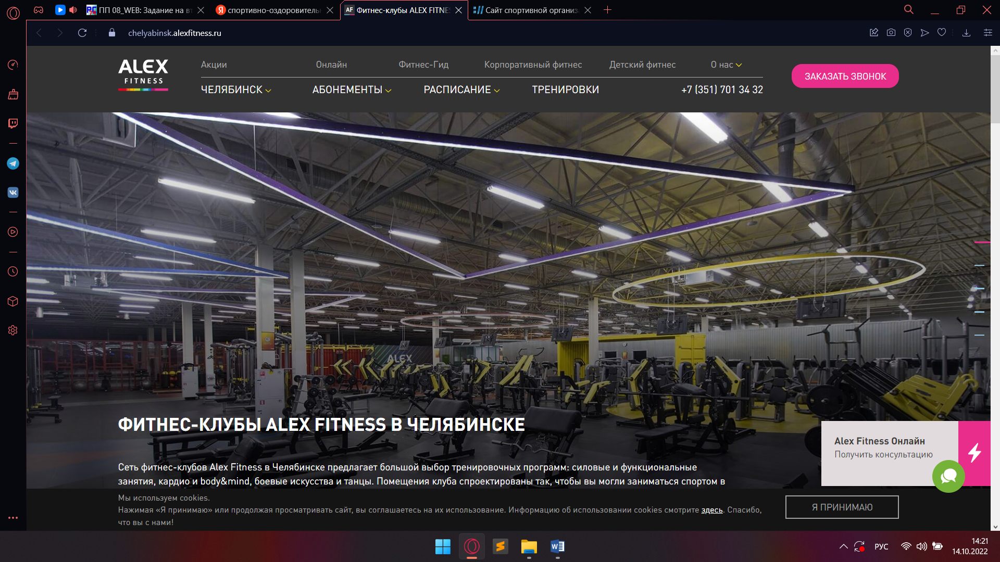 ПП 08_WEB: Задание на вт
спортивно-оздоровитель
Фитнес-клубы ALEX FITNE
Сайт спортивной организ
chelyabinsk.alexfitness.ru
ALEX
FITNESS
Акции
Онлайн
Фитнес-Гид
Корпоративный фитнес
Детский фитнес
О нас
ЧЕЛЯБИНСК
АБОНЕМЕНТЫ
РАСПИСАНИЕ
ТРЕНИРОВКИ
+7 (351) 701 34 32
ЗАКАЗАТЬ ЗВОНОК
ALEX
ФИТНЕС-КЛУБЫ ALEX FITNESS В ЧЕЛЯБИНСКЕ
Сеть фитнес-клубов Alex Fitness в Челябинске предлагает большой выбор тренировочных программ: силовые и функциональные
занятия, кардио и body&mind, боевые искусства и танцы. Помещения клуба спроектированы так, чтобы вы могли заниматься спортом в
Alex Fitness Онлайн
Получить консультацию
Мы используем cookies.
Нажимая «Я принимаю» или продолжая просматривать сайт, вы соглашаетесь на их использование. Информацию об использовании cookies смотрите здесь. Спасибо,
что вы с нами!
Я ПРИНИМАЮ
РУС
14:21
14.10.2022